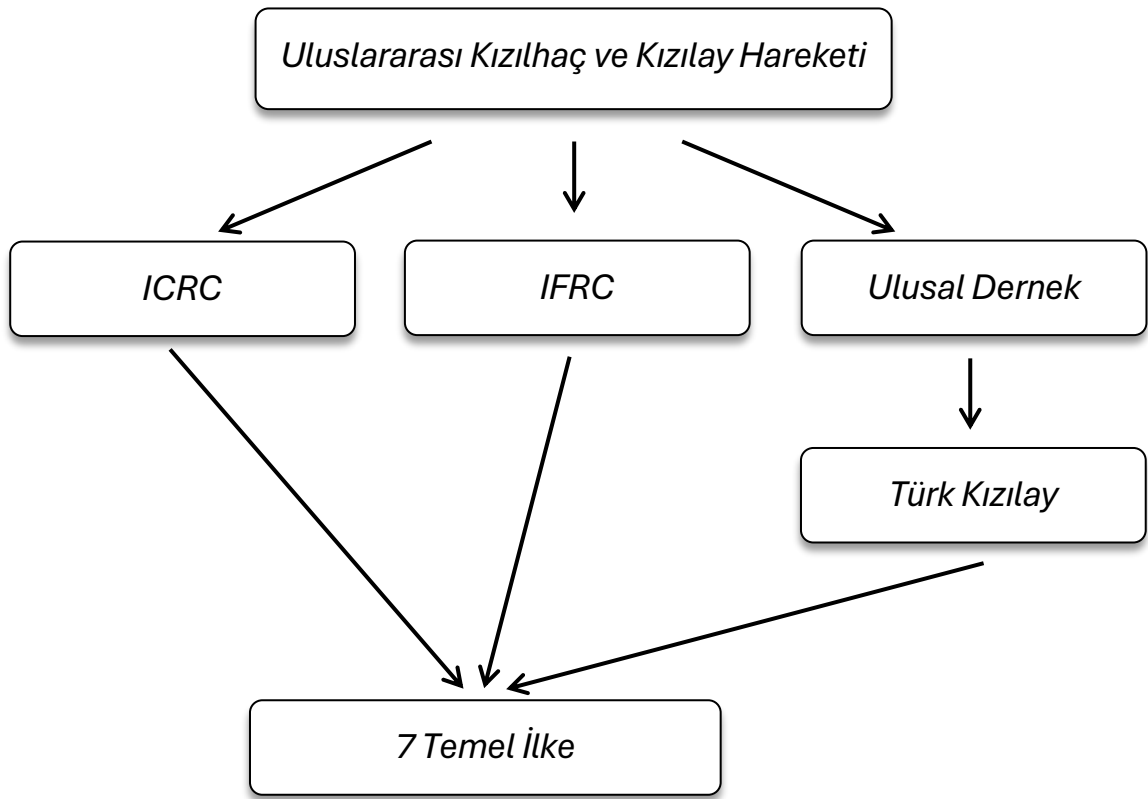 Uluslararası Kızılhaç ve Kızılay Hareketi
ICRC
IFRC
Ulusal Dernek
Türk Kızılay
7 Temel İlke